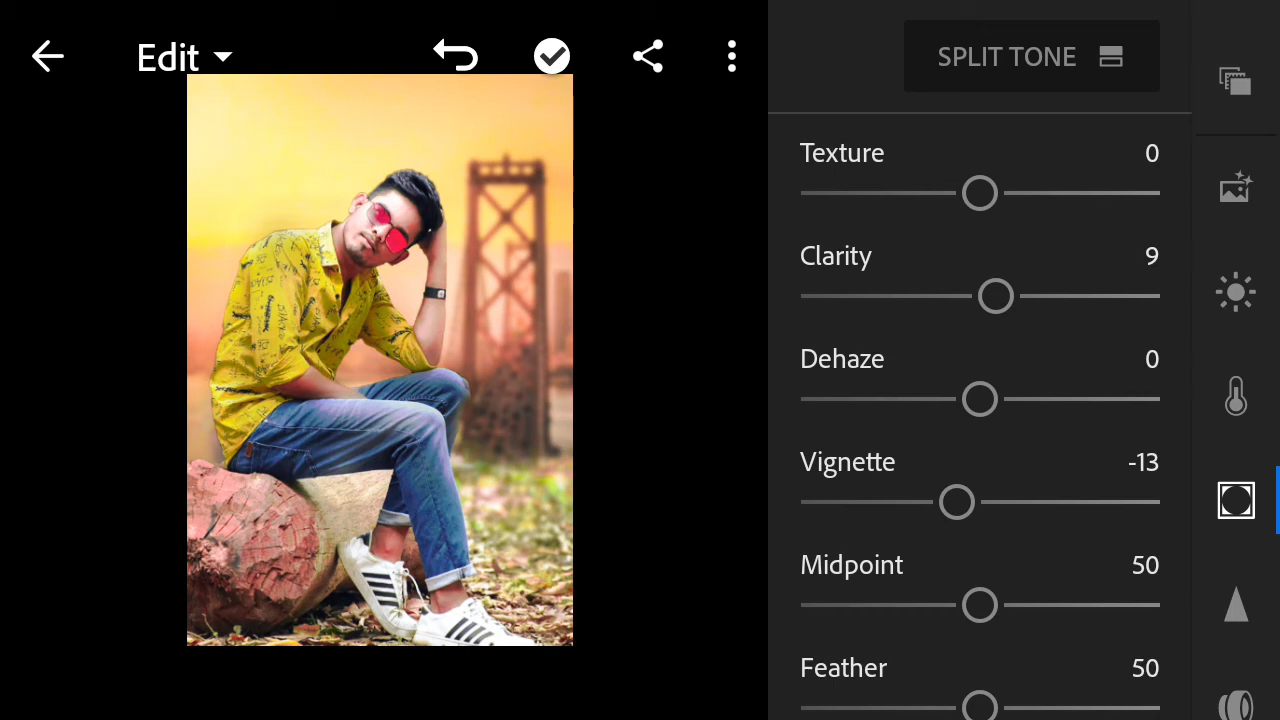 Edit
SPLIT TONE
Texture 0
Clarity 9
Dehaze 0
Vignette -13
Midpoint 50
Feather 50